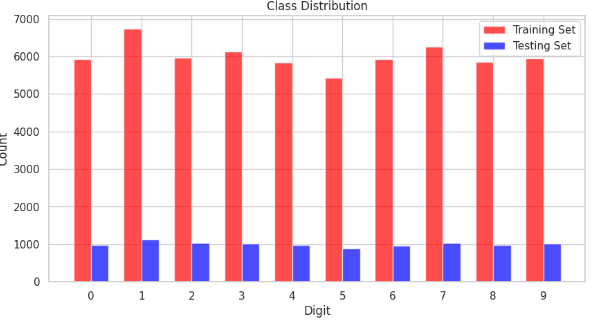 Class Distribution
Training Set
Testing Set
7000
6000
5000
4000
3000
2000
1000
0
Count
0 1 2 3 4 5 6 7 8 9
Digit